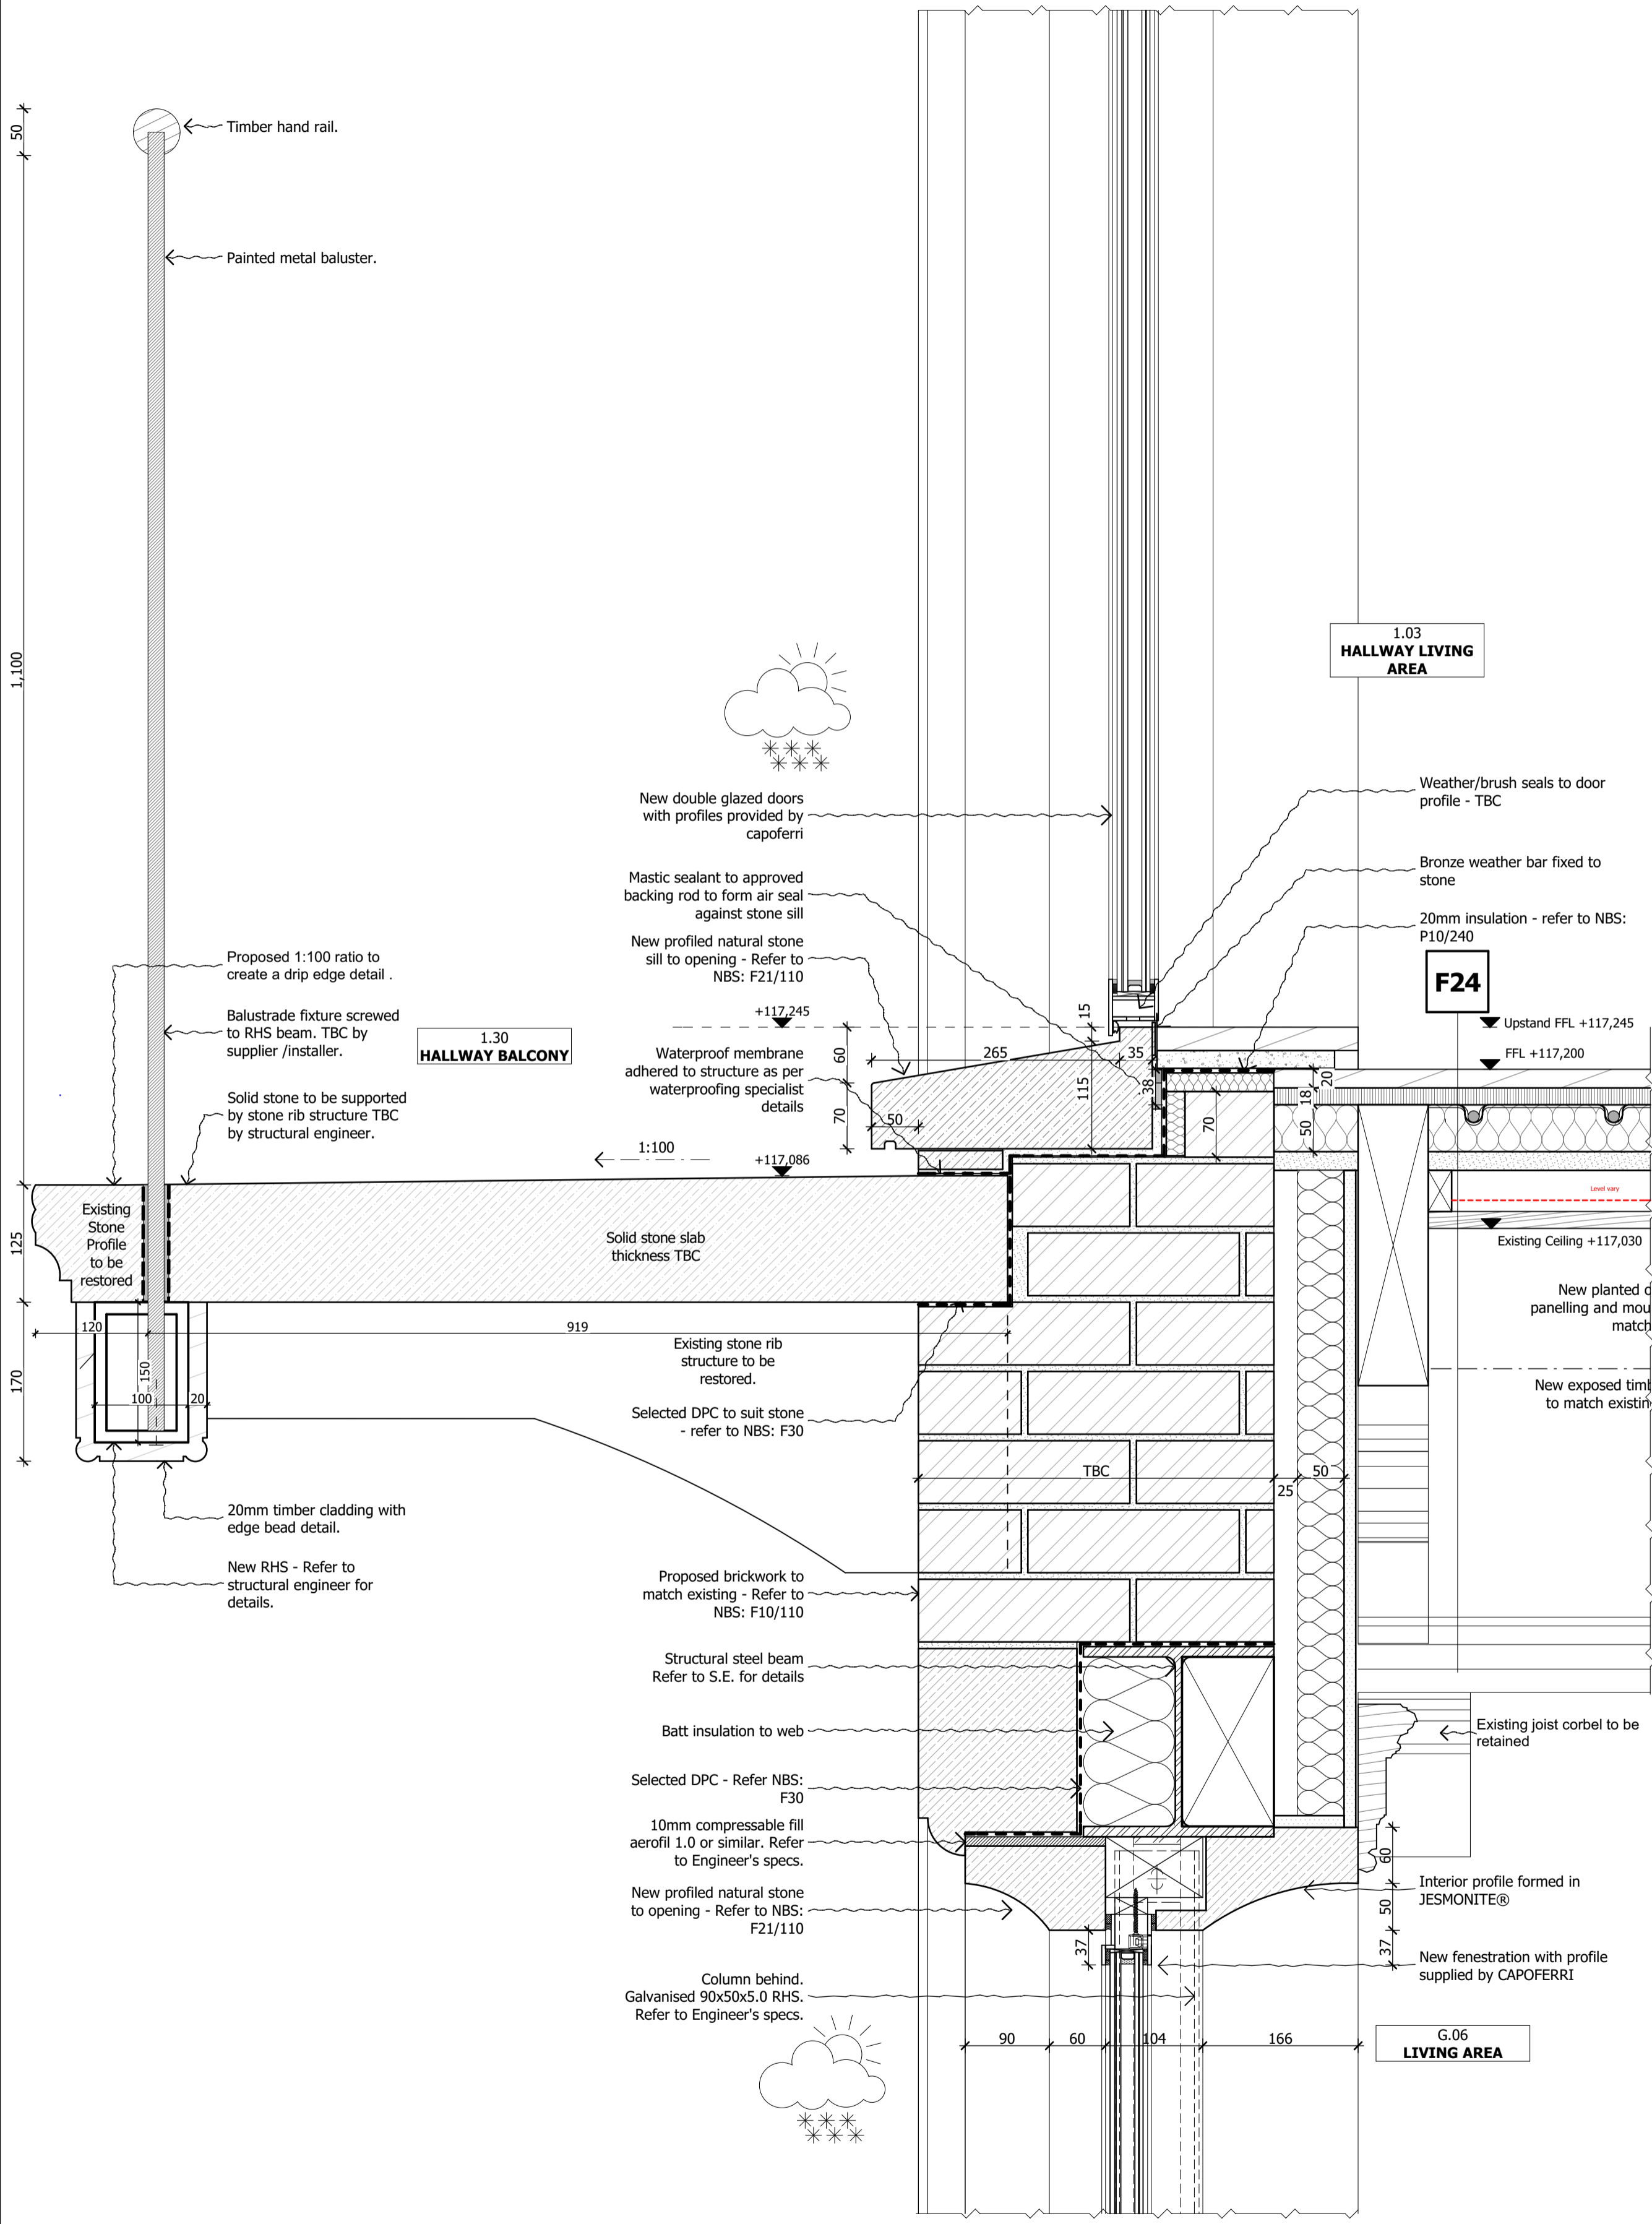 50
Timber hand rail.
Painted metal baluster.
1,100
1.03
HALLWAY LIVING
AREA
New double glazed doors
with profiles provided by
capoferri
Weather/brush seals to door
profile - TBC
Mastic sealant to approved
backing rod to form air seal
against stone sill
Bronze weather bar fixed to
stone
20mm insulation - refer to NBS:
P10/240
New profiled natural stone
sill to opening - Refer to
NBS: F21/110
F24
Proposed 1:100 ratio to
create a drip edge detail .
Balustrade fixture screwed
to RHS beam. TBC by
supplier /installer.
1.30
HALLWAY BALCONY
+117,245
15
Upstand FFL +117,245
Waterproof membrane
adhered to structure as per
waterproofing specialist
details
60
265
35
FFL +117,200
20
115
38
18
70
50
70
50
Solid stone to be supported
by stone rib structure TBC
by structural engineer.
1:100
+117,086
Level vary
Existing
Stone
Profile
to be
restored
125
Solid stone slab
thickness TBC
Existing Ceiling +117,030
New planted
panelling and mou
match
120
919
Existing stone rib
structure to be
restored.
150
100
20
170
New exposed timb
to match existin
Selected DPC to suit stone
- refer to NBS: F30
TBC
25
50
20mm timber cladding with
edge bead detail.
New RHS - Refer to
structural engineer for
details.
Proposed brickwork to
match existing - Refer to
NBS: F10/110
Structural steel beam
Refer to S.E. for details
Batt insulation to web
Existing joist corbel to be
retained
Selected DPC - Refer NBS:
F30
10mm compressable fill
aerofil 1.0 or similar. Refer
to Engineer's specs.
60
Interior profile formed in
JESMONITE®
New profiled natural stone
to opening - Refer to NBS:
F21/110
50
37
37
New fenestration with profile
supplied by CAPOFERRI
Column behind.
Galvanised 90x50x5.0 RHS.
Refer to Engineer's specs.
90
60
104
166
G.06
LIVING AREA